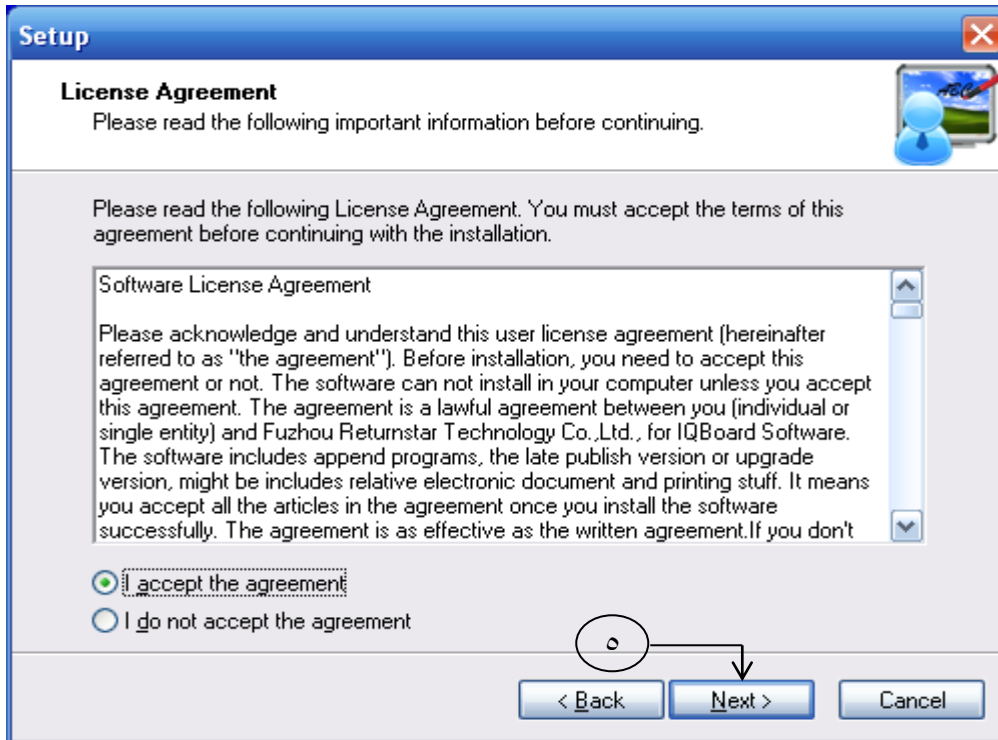 Setup
License Agreement
Please read the following important information before continuing.
ABC
Please read the following License Agreement. You must accept the terms of this
agreement before continuing with the installation.
Software License Agreement
Please acknowledge and understand this user license agreement (hereinafter
referred to as "the agreement"). Before installation, you need to accept this
agreement or not. The software can not install in your computer unless you accept
this agreement. The agreement is a lawful agreement between you (individual or
single entity) and Fuzhou Returnstar Technology Co.,Ltd., for IQBoard Software.
The software includes append programs, the late publish version or upgrade
version, might be includes relative electronic document and printing stuff. It means
you accept all the articles in the agreement once you install the software
successfully. The agreement is as effective as the written agreement.If you don't
I accept the agreement
I do not accept the agreement
٥
< Back Next > Cancel